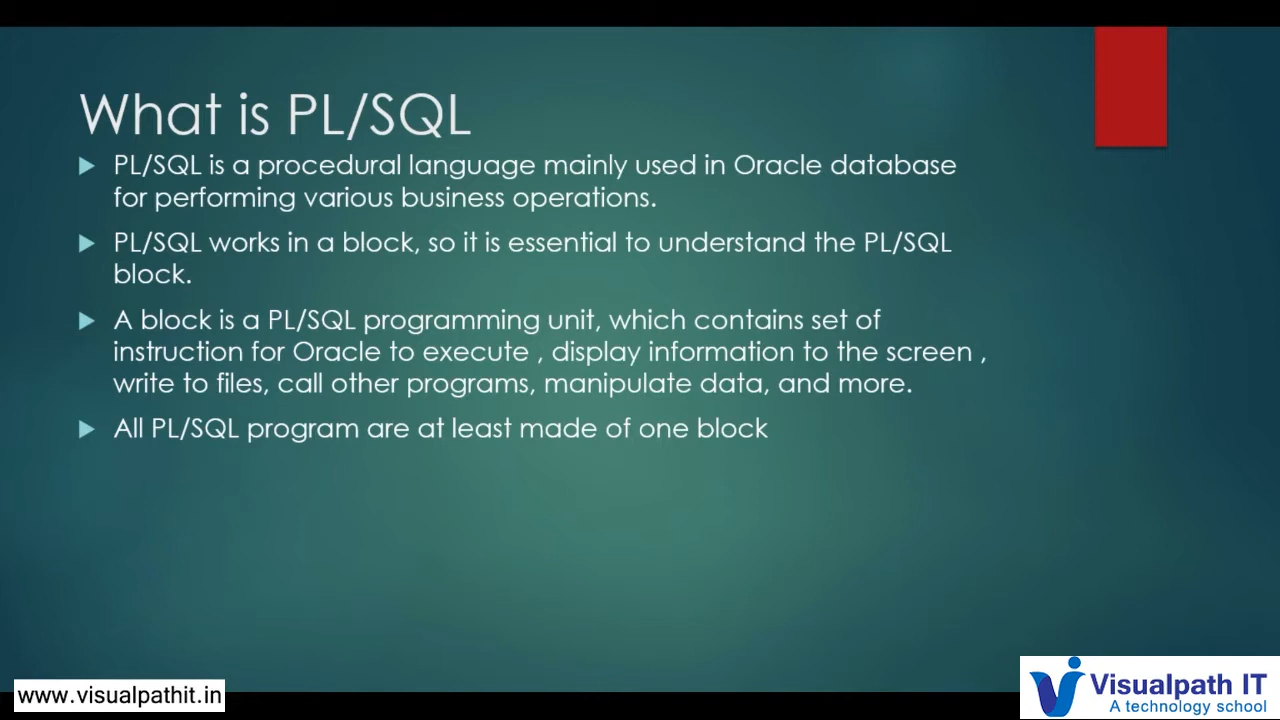 What is PL/SQL
PL/SQL is a procedural language mainly used in Oracle database
for performing various business operations.
PL/SQL works in a block, so it is essential to understand the PL/SQL
block.
A block is a PL/SQL programming unit, which contains set of
instruction for Oracle to execute , display information to the screen ,
write to files, call other programs, manipulate data, and more.
All PL/SQL program are at least made of one block
www.visualpathit.in
Visualpath IT
A technology school